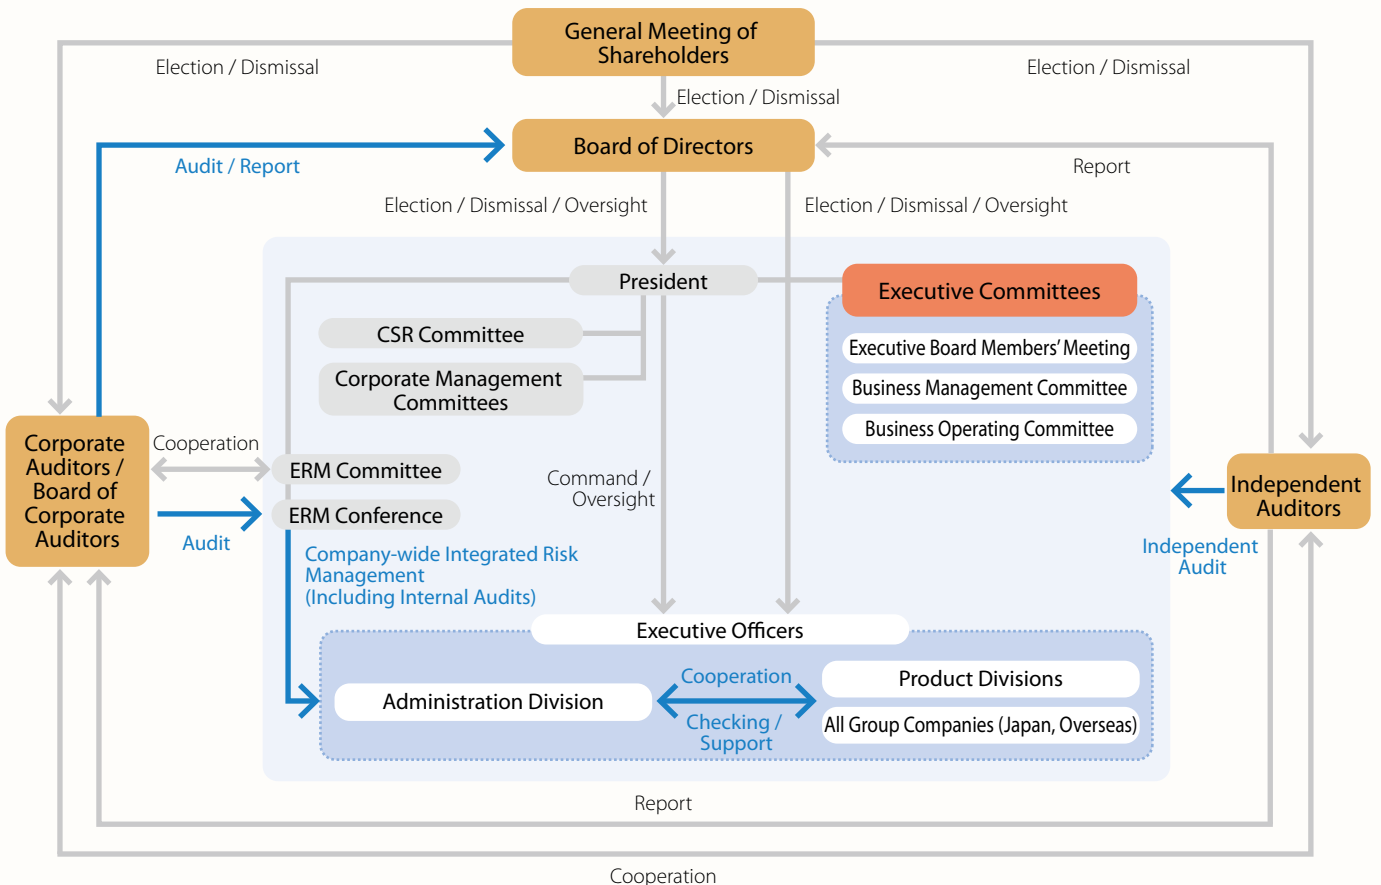 General Meeting of
Shareholders
Election / Dismissal
Election / Dismissal
Election / Dismissal
Board of Directors
Audit / Report
Report
Election / Dismissal / Oversight
Election / Dismissal / Oversight
President
Executive Committees
CSR Committee
Executive Board Members’ Meeting
Corporate Management
Committees
Business Management Committee
Business Operating Committee
Corporate
Auditors /
Board of
Corporate
Auditors
Cooperation
ERM Committee
Command /
Oversight
Independent
Auditors
ERM Conference
Audit
Independent
Audit
Company-wide Integrated Risk
Management
(Including Internal Audits)
Executive Officers
Administration Division
Cooperation
Checking /
Support
Product Divisions
All Group Companies (Japan, Overseas)
Report
Cooperation